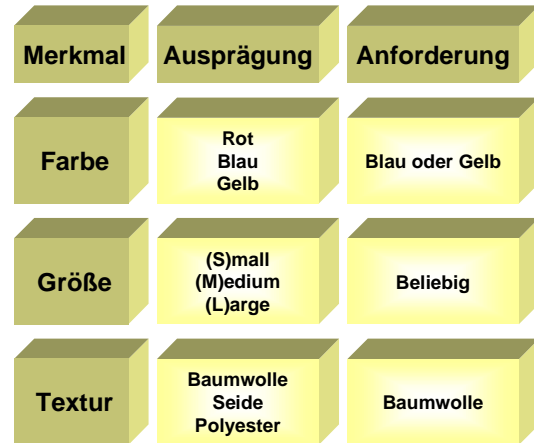 Merkmal
Ausprägung
Anforderung
Farbe
Rot
Blau
Gelb
Blau oder Gelb
Größe
(S)mall
(M)edium
(L)arge
Beliebig
Textur
Baumwolle
Seide
Polyester
Baumwolle